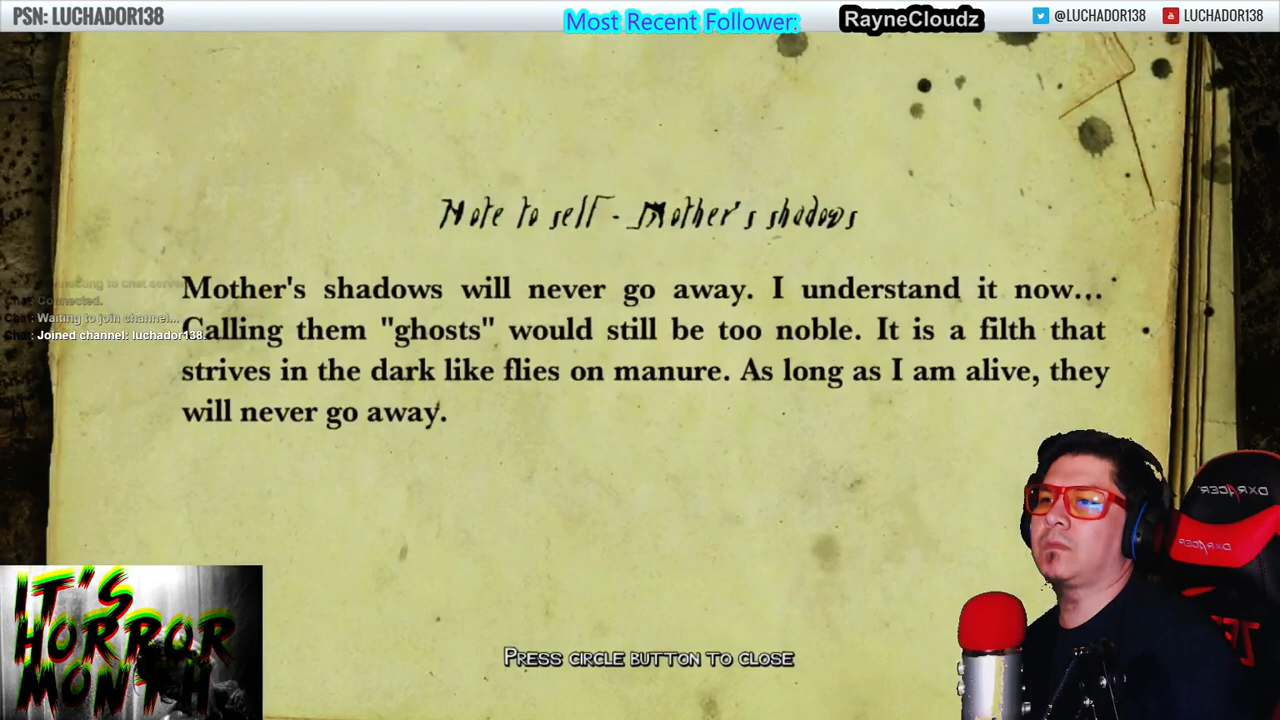 PSN: LUCHADOR138
Most Recent Follower:
RayneCloudz
@LUCHADOR138
LUCHADOR138
Note to self - Mother's shadows
Mother's shadows will never go away. I understand it now...
Calling them "ghosts" would still be too noble. It is a filth that
strives in the dark like flies on manure. As long as I am alive, they
will never go away.
Connected.
Waiting to join channel...
Joined channel: luchador138.
IT'S
HORROR
MONTH
DXRACER
DXRACER
PRESS CIRCLE BUTTON TO CLOSE